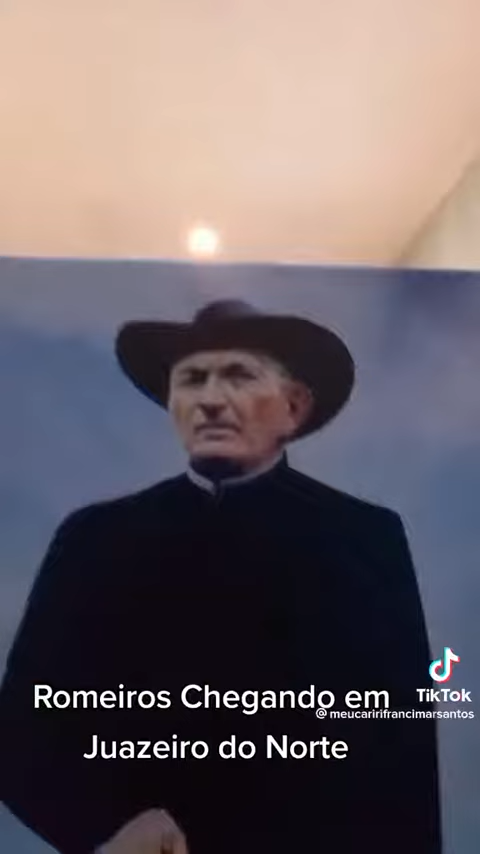 Romeiros Chegando em
Juazeiro do Norte
TikTok
@meucaririfrancimarsantos